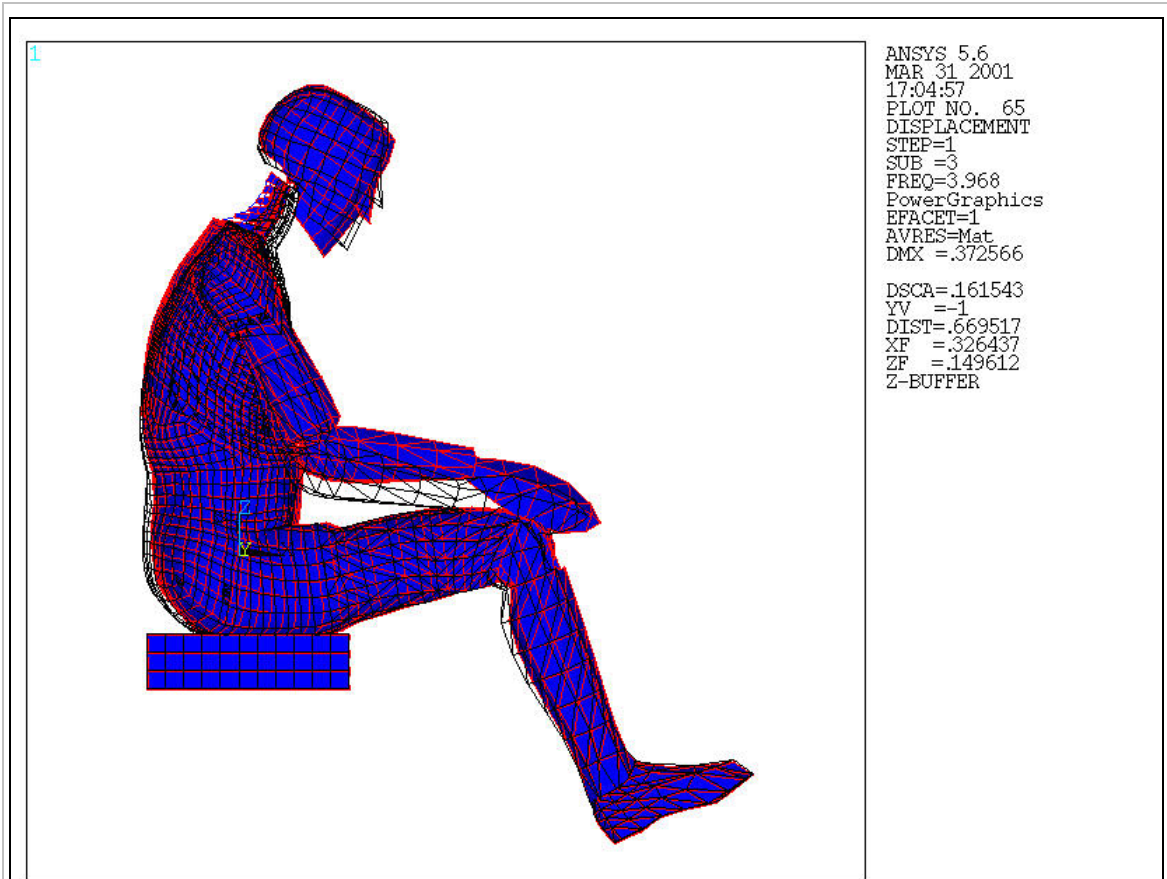 1
ANSYS 5.6
MAR 31 2001
17:04:57
PLOT NO. 65
DISPLACEMENT
STEP=1
SUB =3
FREQ=3.968
PowerGraphics
EFACET=1
AVRES=Mat
DMX =.372566
DSCA=.161543
YV =-1
DIST=.669517
XF =.326437
ZF =.149612
Z-BUFFER
Z
Y